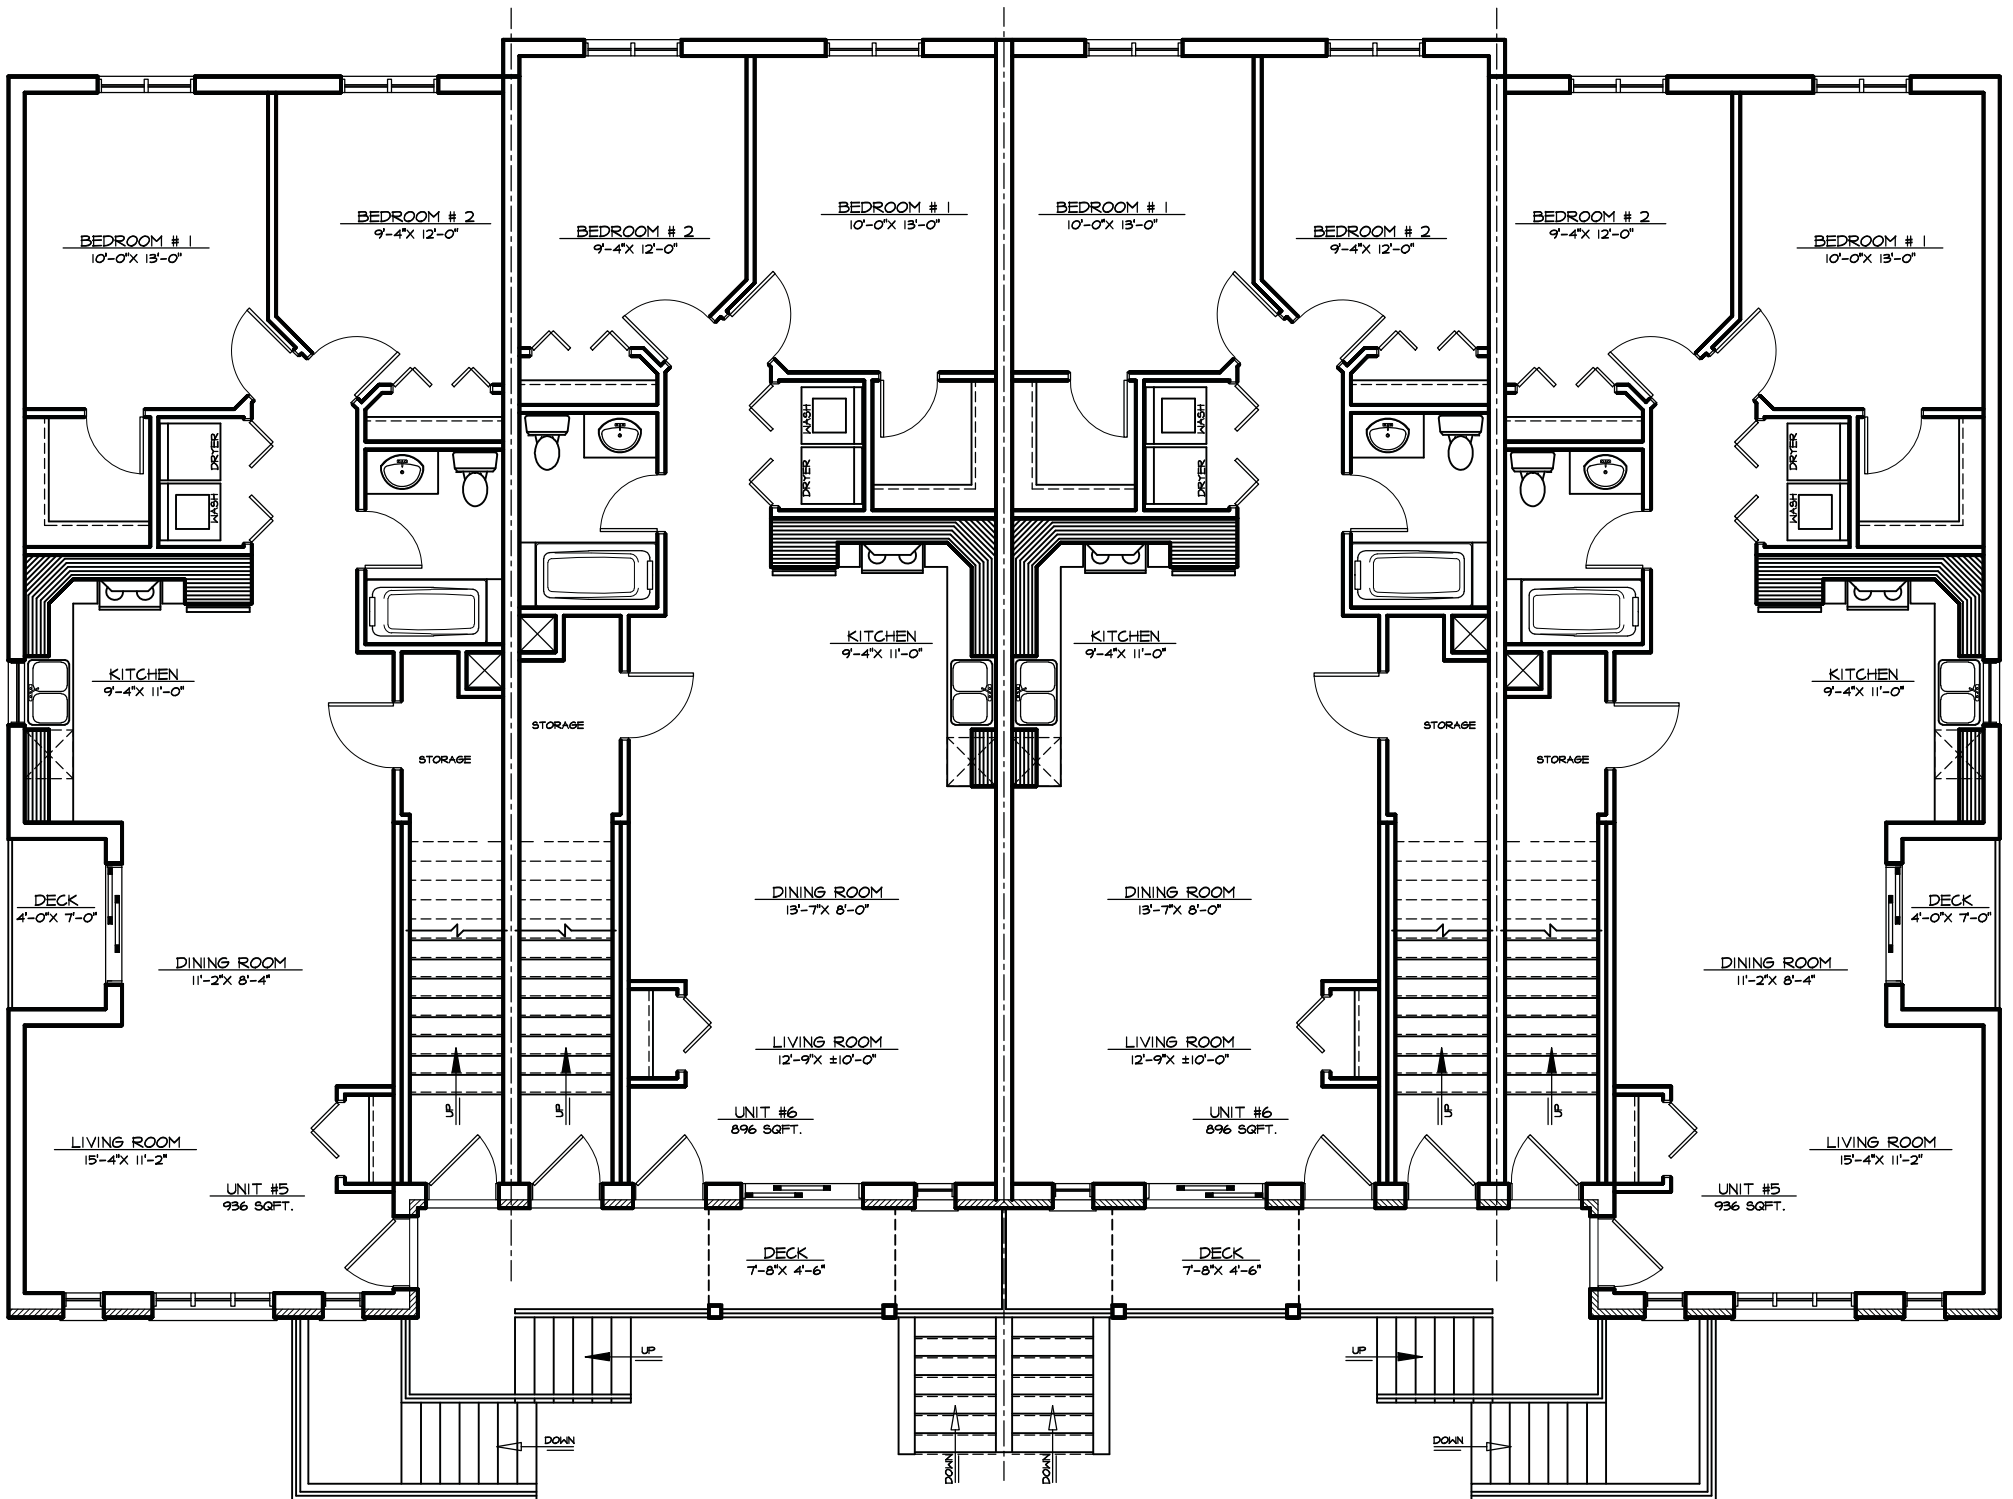 BEDROOM # 1
10'-0"X 13'-0"
BEDROOM # 2
9'-4"X 12'-0"
BEDROOM # 2
9'-4"X 12'-0"
BEDROOM # 1
10'-0"X 13'-0"
BEDROOM # 1
10'-0"X 13'-0"
BEDROOM # 2
9'-4"X 12'-0"
BEDROOM # 2
9'-4"X 12'-0"
BEDROOM # 1
10'-0"X 13'-0"
DRYER
WASH
WASH
DRYER
WASH
DRYER
DRYER
WASH
KITCHEN
9'-4"X 11'-0"
KITCHEN
9'-4"X 11'-0"
KITCHEN
9'-4"X 11'-0"
KITCHEN
9'-4"X 11'-0"
STORAGE
STORAGE
STORAGE
STORAGE
DECK
4'-0"X 7'-0"
DINING ROOM
13'-7"X 8'-0"
DINING ROOM
13'-7"X 8'-0"
DECK
4'-0"X 7'-0"
DINING ROOM
11'-2"X 8'-4"
DINING ROOM
11'-2"X 8'-4"
LIVING ROOM
12'-9"X ±10'-0"
LIVING ROOM
12'-9"X ±10'-0"
UP
UP
UP
UP
UNIT #6
896 SQFT.
UNIT #6
896 SQFT.
LIVING ROOM
15'-4"X 11'-2"
LIVING ROOM
15'-4"X 11'-2"
UNIT #5
936 SQFT.
UNIT #5
936 SQFT.
DECK
7'-8"X 4'-6"
DECK
7'-8"X 4'-6"
UP
UP
DOWN
DOWN
DOWN
DOWN